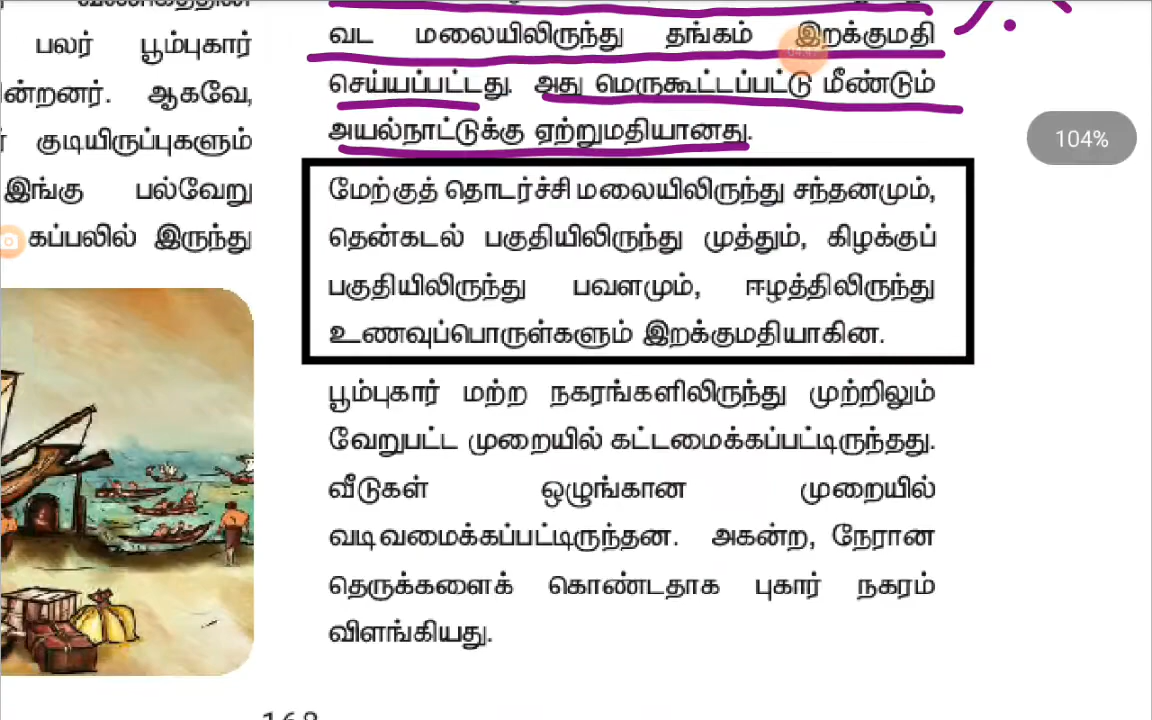 பலர் பூம்புகார்
ஆகவே,
குடியிருப்புகளும்
இங்கு பல்வேறு
கப்பலில் இருந்து
வட மலையிலிருந்து தங்கம் இறக்குமதி
செய்யப்பட்டது. அது மெருகூட்டப்பட்டு மீண்டும்
அயல்நாட்டுக்கு ஏற்றுமதியானது.
104%
மேற்குத் தொடர்ச்சி மலையிலிருந்து சந்தனமும்,
தென்கடல் பகுதியிலிருந்து முத்தும், கிழக்குப்
பகுதியிலிருந்து பவளமும், ஈழத்திலிருந்து
உணவுப்பொருள்களும் இறக்குமதியாகின.
பூம்புகார் மற்ற நகரங்களிலிருந்து முற்றிலும்
வேறுபட்ட முறையில் கட்டமைக்கப்பட்டிருந்தது.
வீடுகள் ஒழுங்கான முறையில்
வடிவமைக்கப்பட்டிருந்தன. அகன்ற, நேரான
தெருக்களைக் கொண்டதாக புகார் நகரம்
விளங்கியது.
168